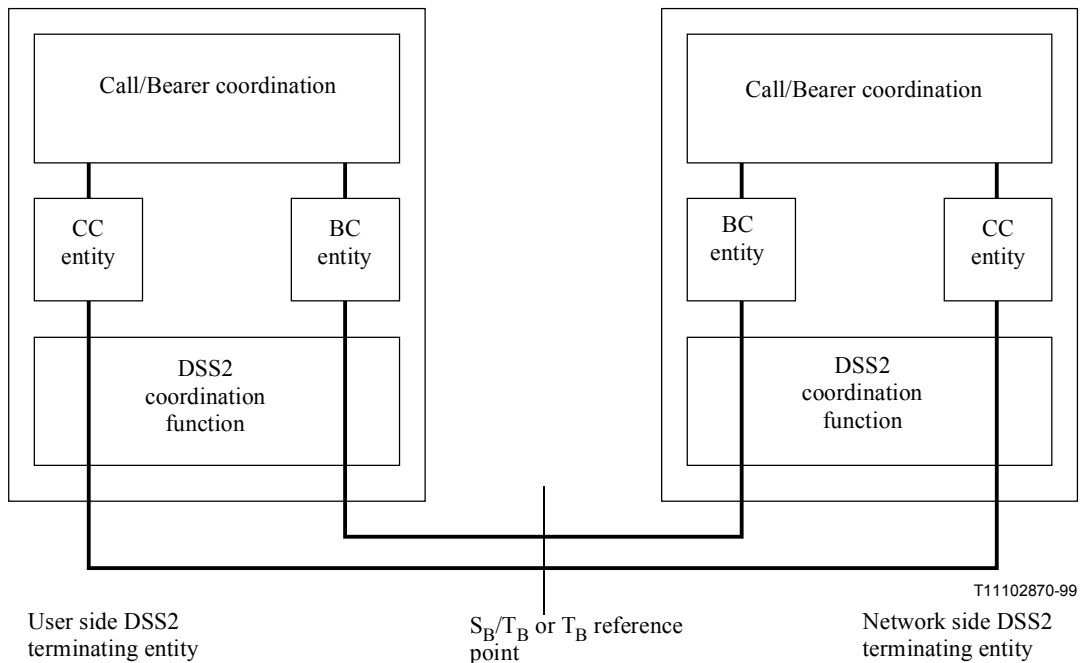 Call/Bearer coordination
Call/Bearer coordination
CC
entity
BC
entity
BC
entity
CC
entity
DSS2
coordination
function
DSS2
coordination
function
T11102870-99
User side DSS2
terminating entity
S_B/T_B or T_B reference
point
Network side DSS2
terminating entity